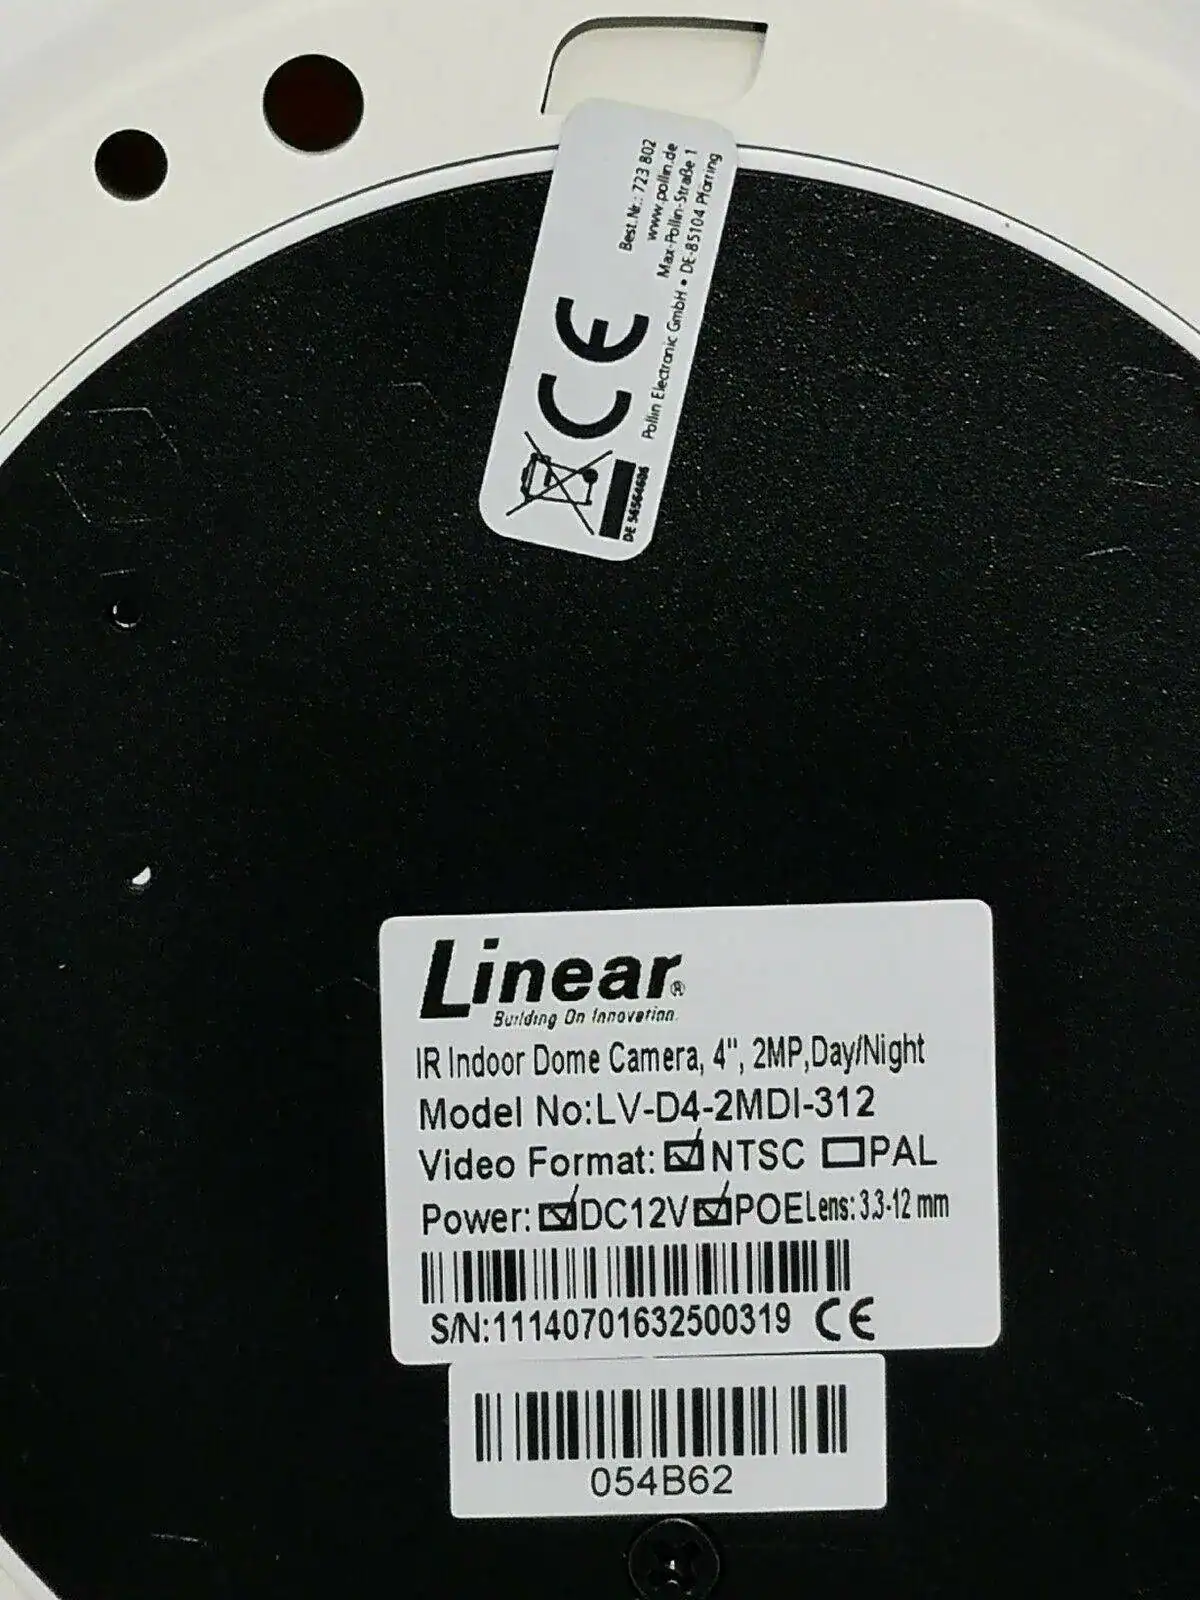 Best.Nr.: 723 802
www.pollin.de
Max-Pollin-Straße 1
Pollin Electronic GmbH • DE-85104 Pförring
CE
DE 56564606
Linear®
Building On Innovation.
IR Indoor Dome Camera, 4", 2MP,Day/Night
Model No:LV-D4-2MDI-312
Video Format: ☑NTSC ☐PAL
Power: ☑DC12V ☑POE Lens: 3.3-12 mm
S/N:11140701632500319 CE
054B62